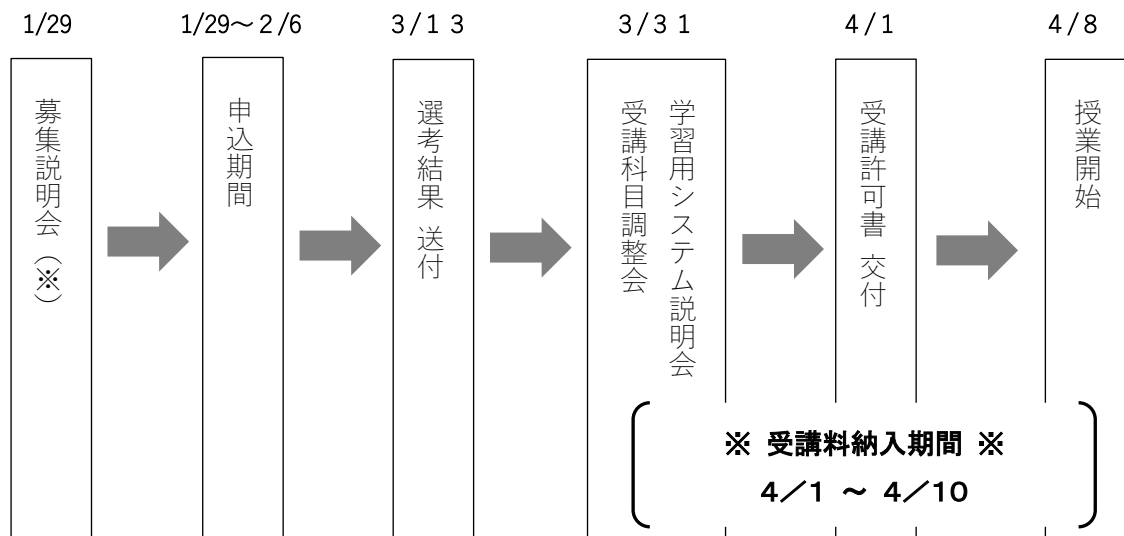 1/29
1/29～2/6
3/13
3/31
4/1
4/8
募集説明会（※）
申込期間
選考結果 送付
学習用システム説明会
受講科目調整会
受講許可書 交付
授業開始
※ 受講料納入期間 ※
4／1 ～ 4／10